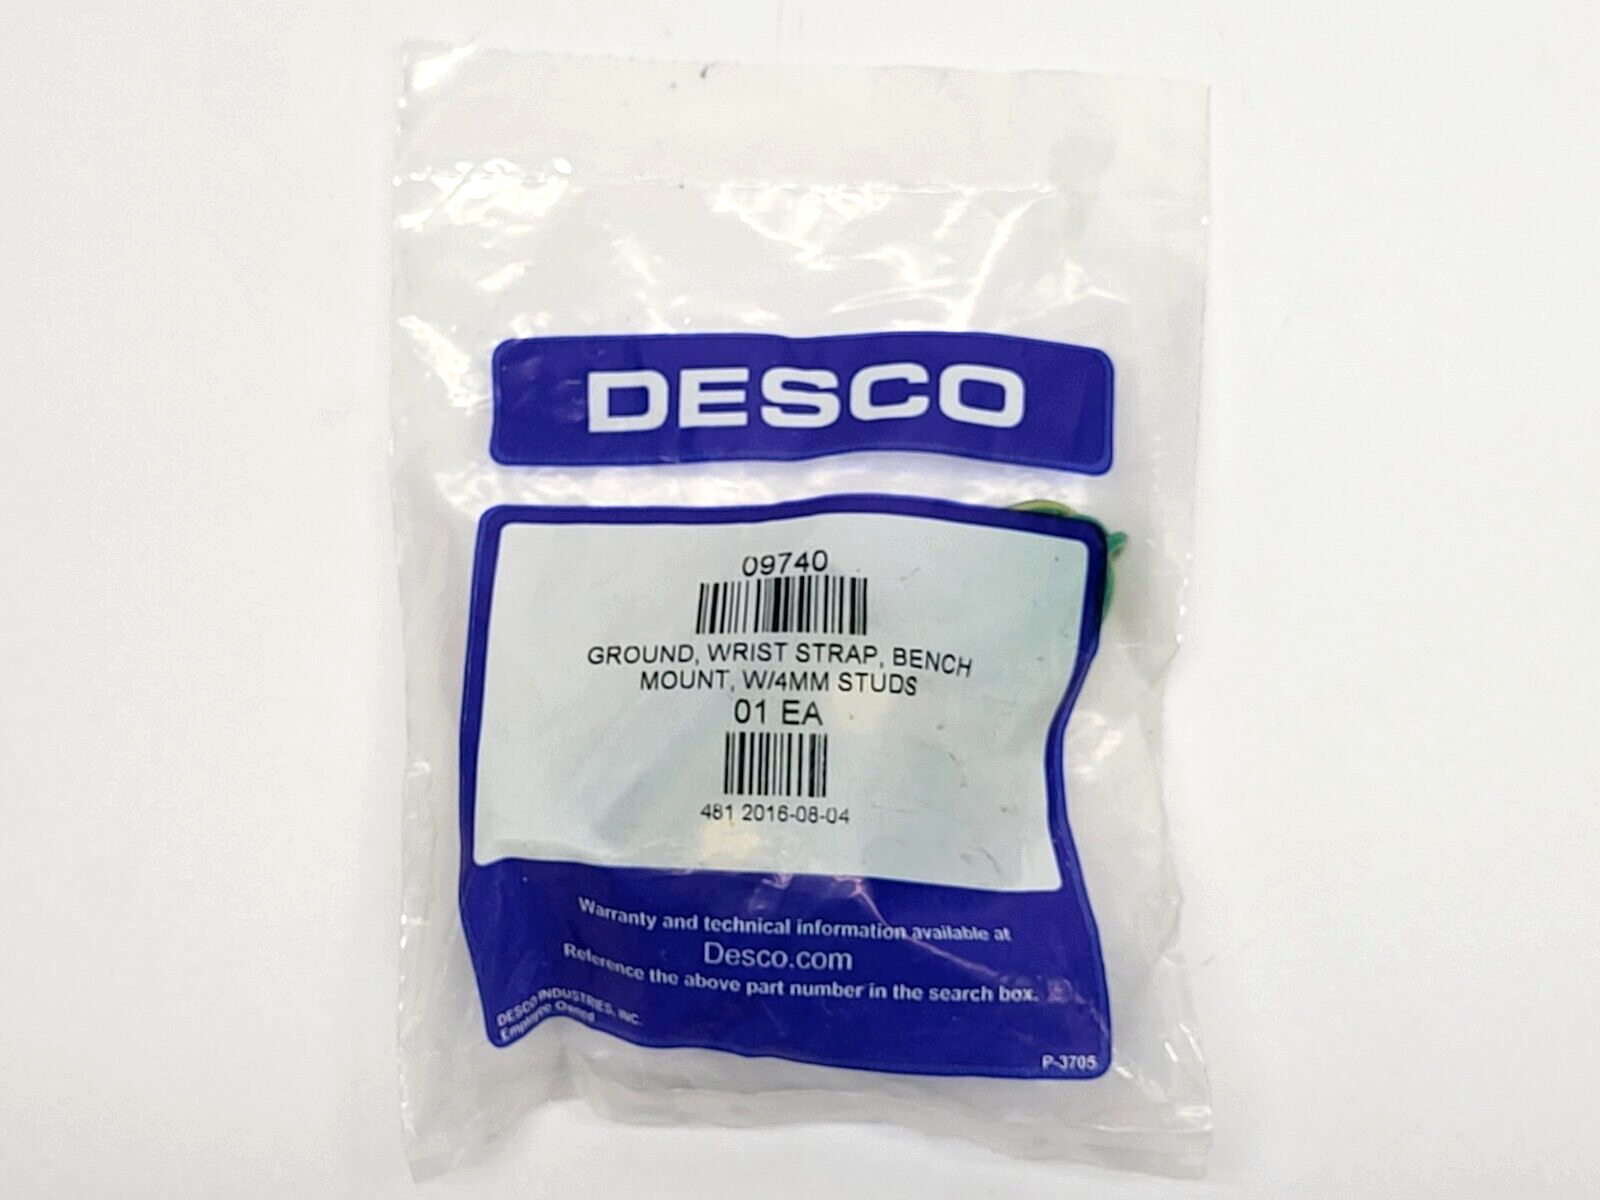 DESCO
09740
GROUND, WRIST STRAP, BENCH
MOUNT, W/4MM STUDS
01 EA
481 2016-08-04
Warranty and technical information available at
Desco.com
Reference the above part number in the search box.
DESCO INDUSTRIES, INC.
Employee Owned
P-3705